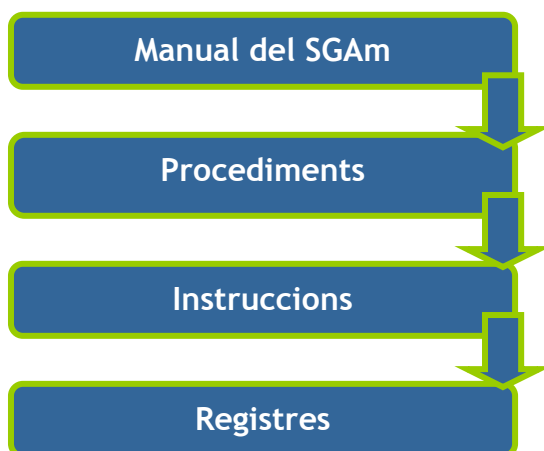 Manual del SGAm
Procediments
Instruccions
Registres